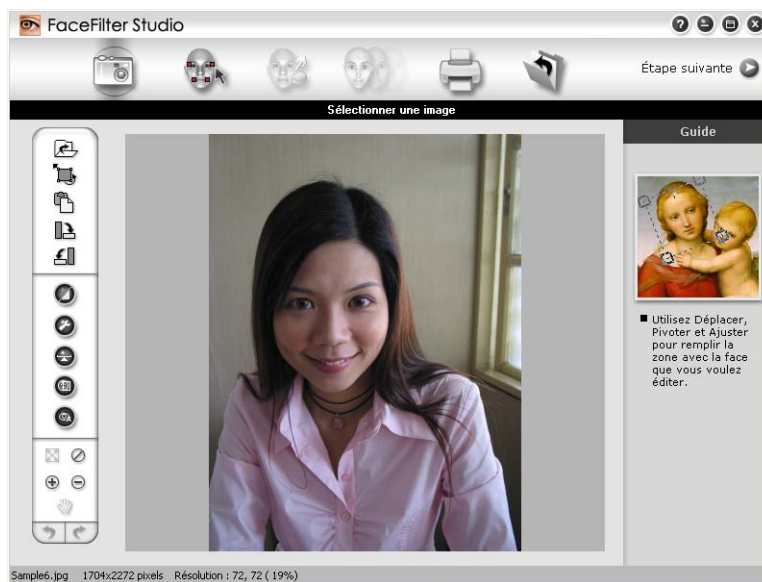 FaceFilter Studio
Étape suivante
Sélectionner une image
Guide
Utilisez Déplacer,
Pivoter et Ajuster
pour remplir la
zone avec la face
que vous voulez
éditer.
Sample6.jpg 1704x2272 pixels Résolution : 72, 72 ( 19%)